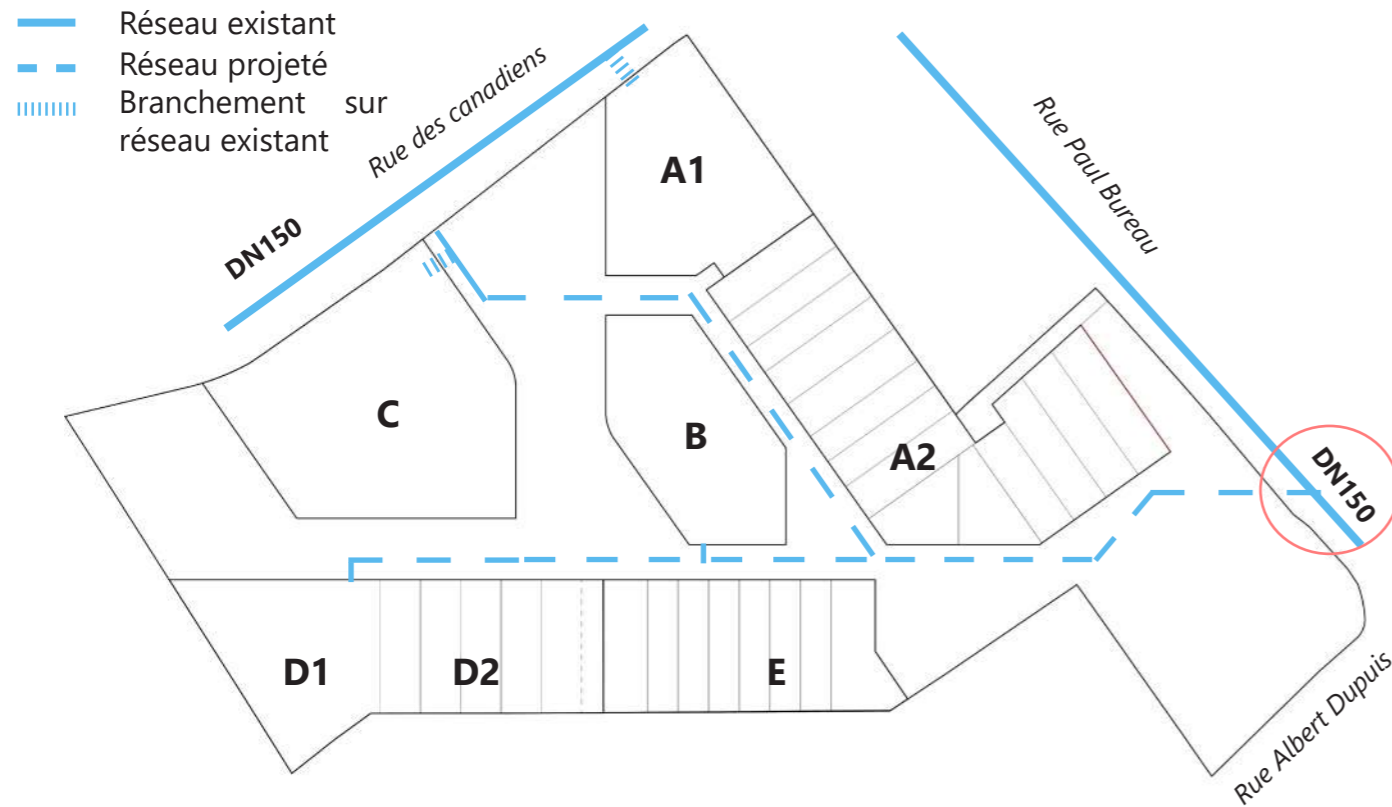 Réseau existant
Réseau projeté
Branchement sur
réseau existant
Rue des canadiens
DN150
A1
Rue Paul Bureau
C
B
A2
DN150
D1
D2
E
Rue Albert Dupuis